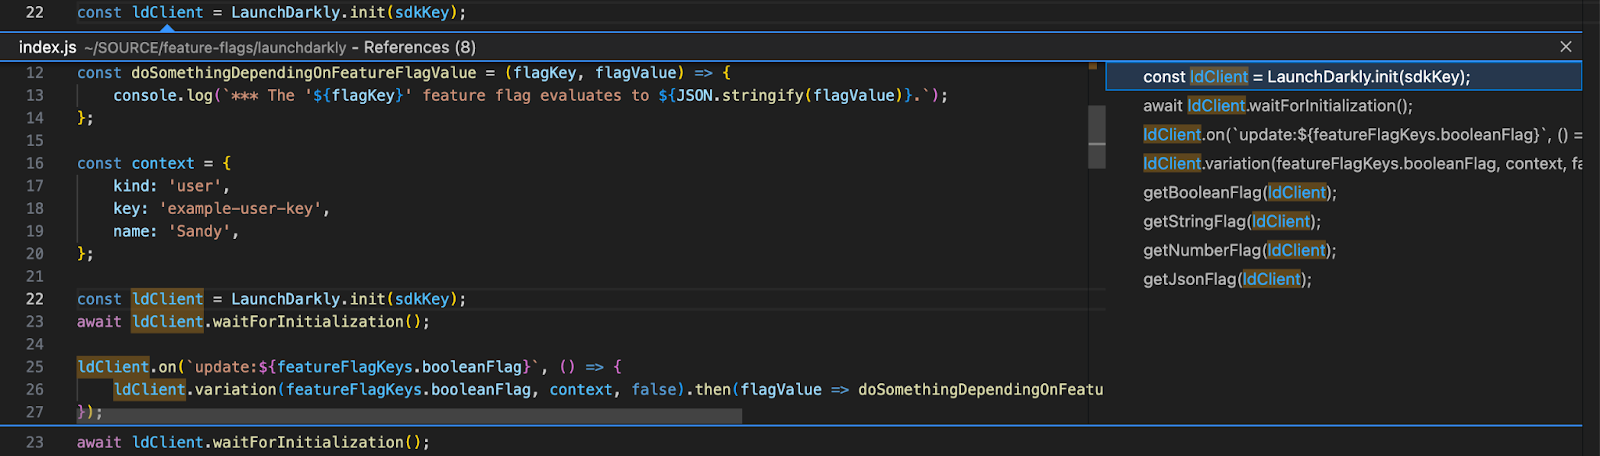 22 const ldClient = LaunchDarkly.init(sdkKey);
index.js ~/SOURCE/feature-flags/launchdarkly - References (8)
12 const doSomethingDependingOnFeatureFlagValue = (flagKey, flagValue) => {
13 console.log(`*** The '${flagKey}' feature flag evaluates to ${JSON.stringify(flagValue)}.`);
14 };
15
16 const context = {
17 kind: 'user',
18 key: 'example-user-key',
19 name: 'Sandy',
20 };
21
22 const ldClient = LaunchDarkly.init(sdkKey);
23 await ldClient.waitForInitialization();
24
25 ldClient.on(`update:${featureFlagKeys.booleanFlag}`, () => {
26 ldClient.variation(featureFlagKeys.booleanFlag, context, false).then(flagValue => doSomethingDependingOnFeatu
27 });
const ldClient = LaunchDarkly.init(sdkKey);
await ldClient.waitForInitialization();
ldClient.on(`update:${featureFlagKeys.booleanFlag}`, () =
ldClient.variation(featureFlagKeys.booleanFlag, context, fa
getBooleanFlag(ldClient);
getStringFlag(ldClient);
getNumberFlag(ldClient);
getJsonFlag(ldClient);
23 await ldClient.waitForInitialization();